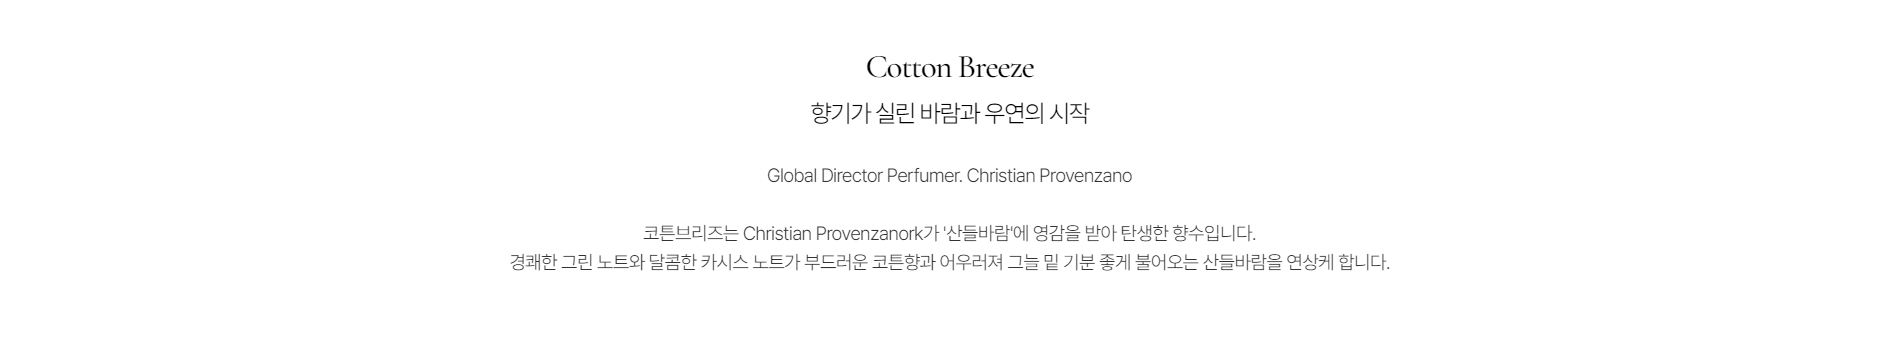 Cotton Breeze
향기가 실린 바람과 우연의 시작
Global Director Perfumer. Christian Provenzano
코튼브리즈는 Christian Provenzanork가 '산들바람'에 영감을 받아 탄생한 향수입니다.
경쾌한 그린 노트와 달콤한 카시스 노트가 부드러운 코튼향과 어우러져 그늘 밑 기분 좋게 불어오는 산들바람을 연상케 합니다.